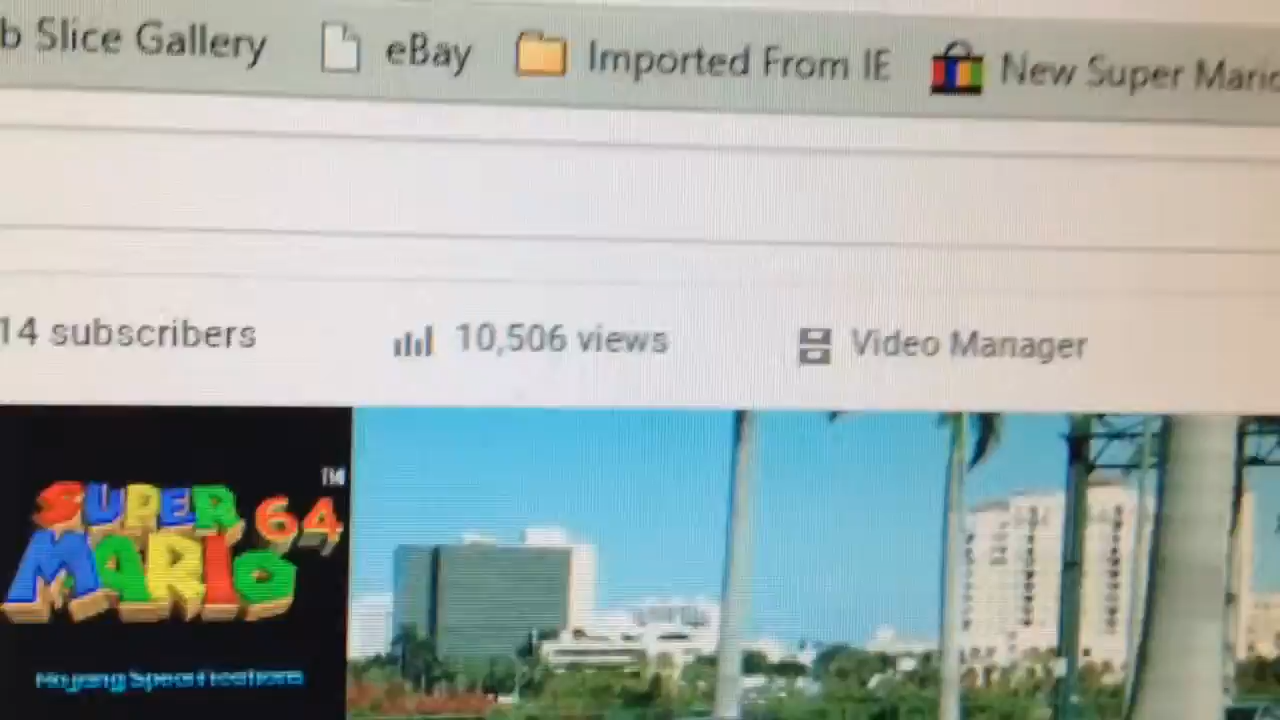 b Slice Gallery eBay Imported From IE New Super Mario
14 subscribers 10,506 views Video Manager
SUPER MARIO 64 ™